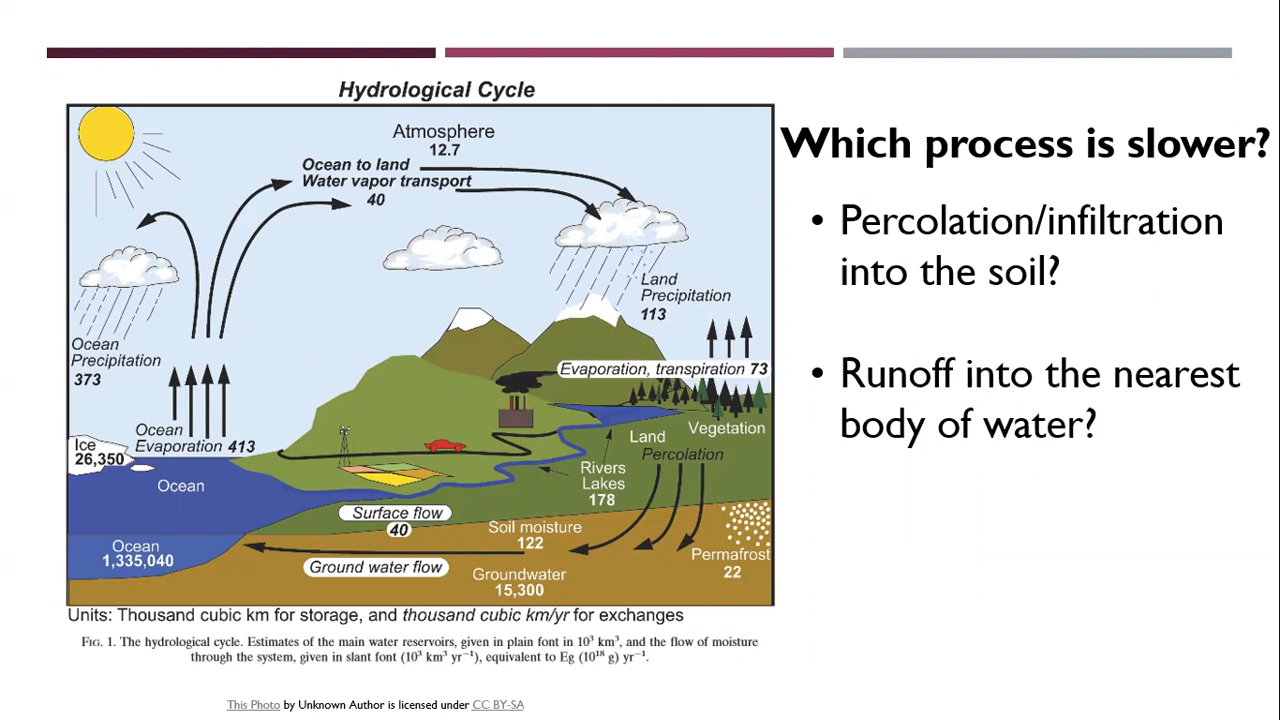 Hydrological Cycle
Atmosphere
12.7
Ocean to land
Water vapor transport
40
Land
Precipitation
113
Ocean
Precipitation
373
Evaporation, transpiration 73
Ocean
Evaporation 413
Ice
26,350
Vegetation
Land
Percolation
Ocean
Rivers
Lakes
178
Surface flow
40
Soil moisture
122
Permafrost
22
Ocean
1,335,040
Ground water flow
Groundwater
15,300
Units: Thousand cubic km for storage, and thousand cubic km/yr for exchanges
FIG. 1. The hydrological cycle. Estimates of the main water reservoirs, given in plain font in 10³ km³, and the flow of moisture
through the system, given in slant font (10³ km³ yr⁻¹), equivalent to Eg (10¹⁸ g) yr⁻¹.
This Photo by Unknown Author is licensed under CC BY-SA
Which process is slower?
• Percolation/infiltration
into the soil?
• Runoff into the nearest
body of water?